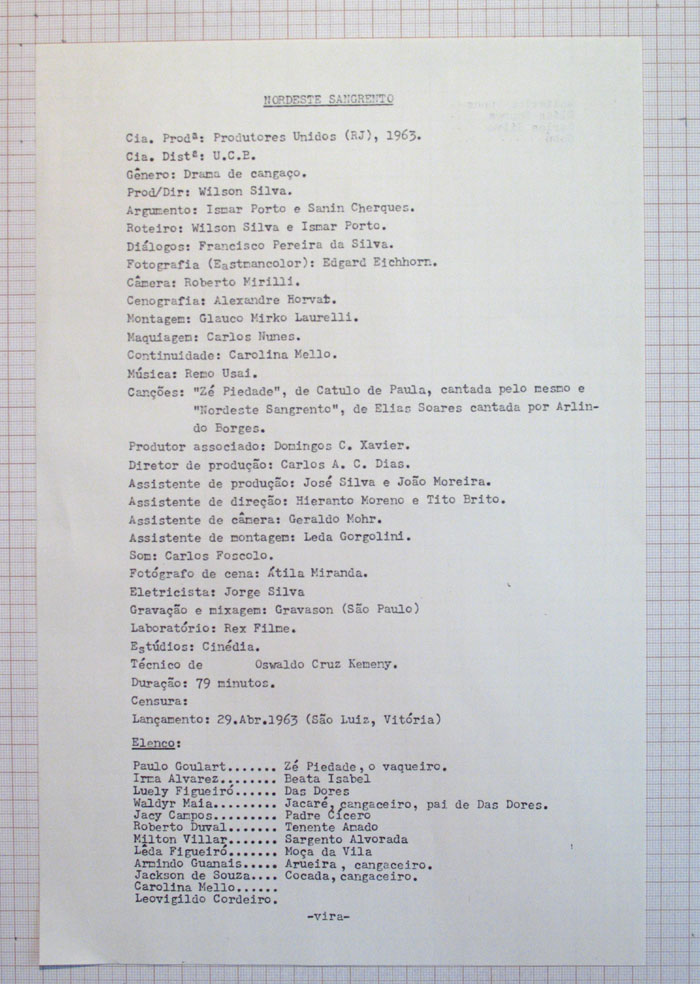 NORDESTE SANGRENTO
Cia. Prodª: Produtores Unidos (RJ), 1963.
Cia. Distª: U.C.B.
Gênero: Drama de cangaço.
Prod/Dir: Wilson Silva.
Argumento: Ismar Porto e Sanin Cherques.
Roteiro: Wilson Silva e Ismar Porto.
Diálogos: Francisco Pereira da Silva.
Fotografia (Eastmancolor): Edgard Eichhorn.
Câmera: Roberto Mirilli.
Cenografia: Alexandre Horvat.
Montagem: Glauco Mirko Laurelli.
Maquiagem: Carlos Nunes.
Continuidade: Carolina Mello.
Música: Remo Usai.
Canções: "Zé Piedade", de Catulo de Paula, cantada pelo mesmo e
"Nordeste Sangrento", de Elias Soares cantada por Arlin-
do Borges.
Produtor associado: Domingos C. Xavier.
Diretor de produção: Carlos A. C. Dias.
Assistente de produção: José Silva e João Moreira.
Assistente de direção: Hieranto Moreno e Tito Brito.
Assistente de câmera: Geraldo Mohr.
Assistente de montagem: Leda Gorgolini.
Som: Carlos Foscolo.
Fotógrafo de cena: Átila Miranda.
Eletricista: Jorge Silva
Gravação e mixagem: Gravason (São Paulo)
Laboratório: Rex Filme.
Estúdios: Cinédia.
Técnico de Oswaldo Cruz Kemeny.
Duração: 79 minutos.
Censura:
Lançamento: 29.Abr.1963 (São Luiz, Vitória)
Elenco:
Paulo Goulart....... Zé Piedade, o vaqueiro.
Irma Alvarez........ Beata Isabel
Luely Figueiró...... Das Dores
Waldyr Maia......... Jacaré, cangaceiro, pai de Das Dores.
Jacy Campos......... Padre Cícero
Roberto Duval....... Tenente Amado
Milton Villar....... Sargento Alvorada
Lêda Figueiró....... Moça da Vila
Armindo Guanais..... Arueira, cangaceiro.
Jackson de Souza.... Cocada, cangaceiro.
Carolina Mello......
Leovigildo Cordeiro.
-vira-